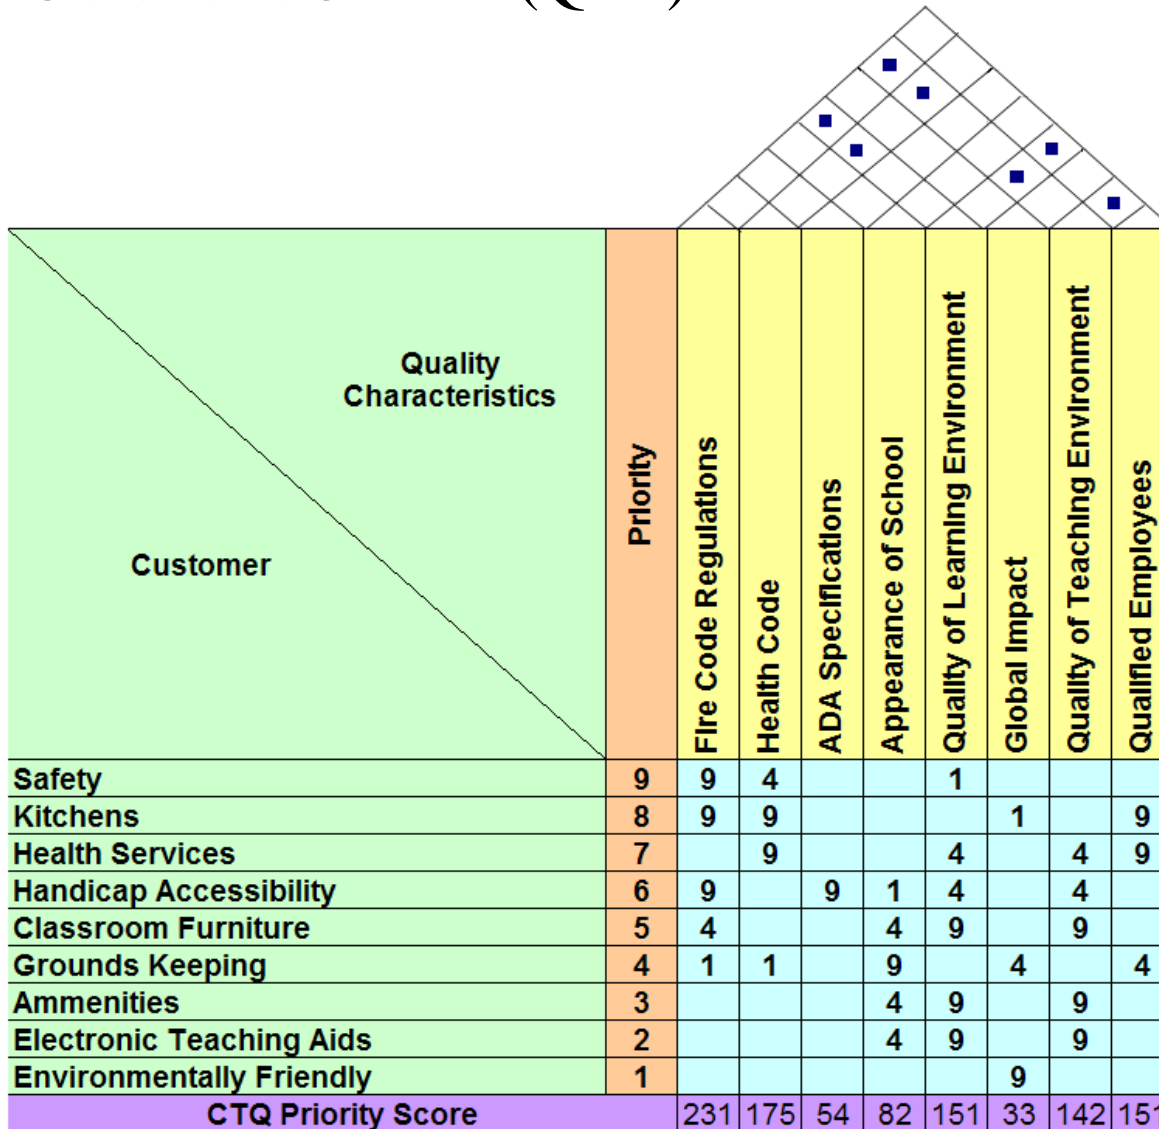 (Q
Quality
Characteristics
Customer
Priority
Fire Code Regulations
Health Code
ADA Specifications
Appearance of School
Quality of Learning Environment
Global Impact
Quality of Teaching Environment
Qualified Employees
Safety 9 9 4 1
Kitchens 8 9 9 1 9
Health Services 7 9 4 4 9
Handicap Accessibility 6 9 9 1 4 4
Classroom Furniture 5 4 4 9 9
Grounds Keeping 4 1 1 9 4 4
Ammenities 3 4 9 9
Electronic Teaching Aids 2 4 9 9
Environmentally Friendly 1 9
CTQ Priority Score 231 175 54 82 151 33 142 151